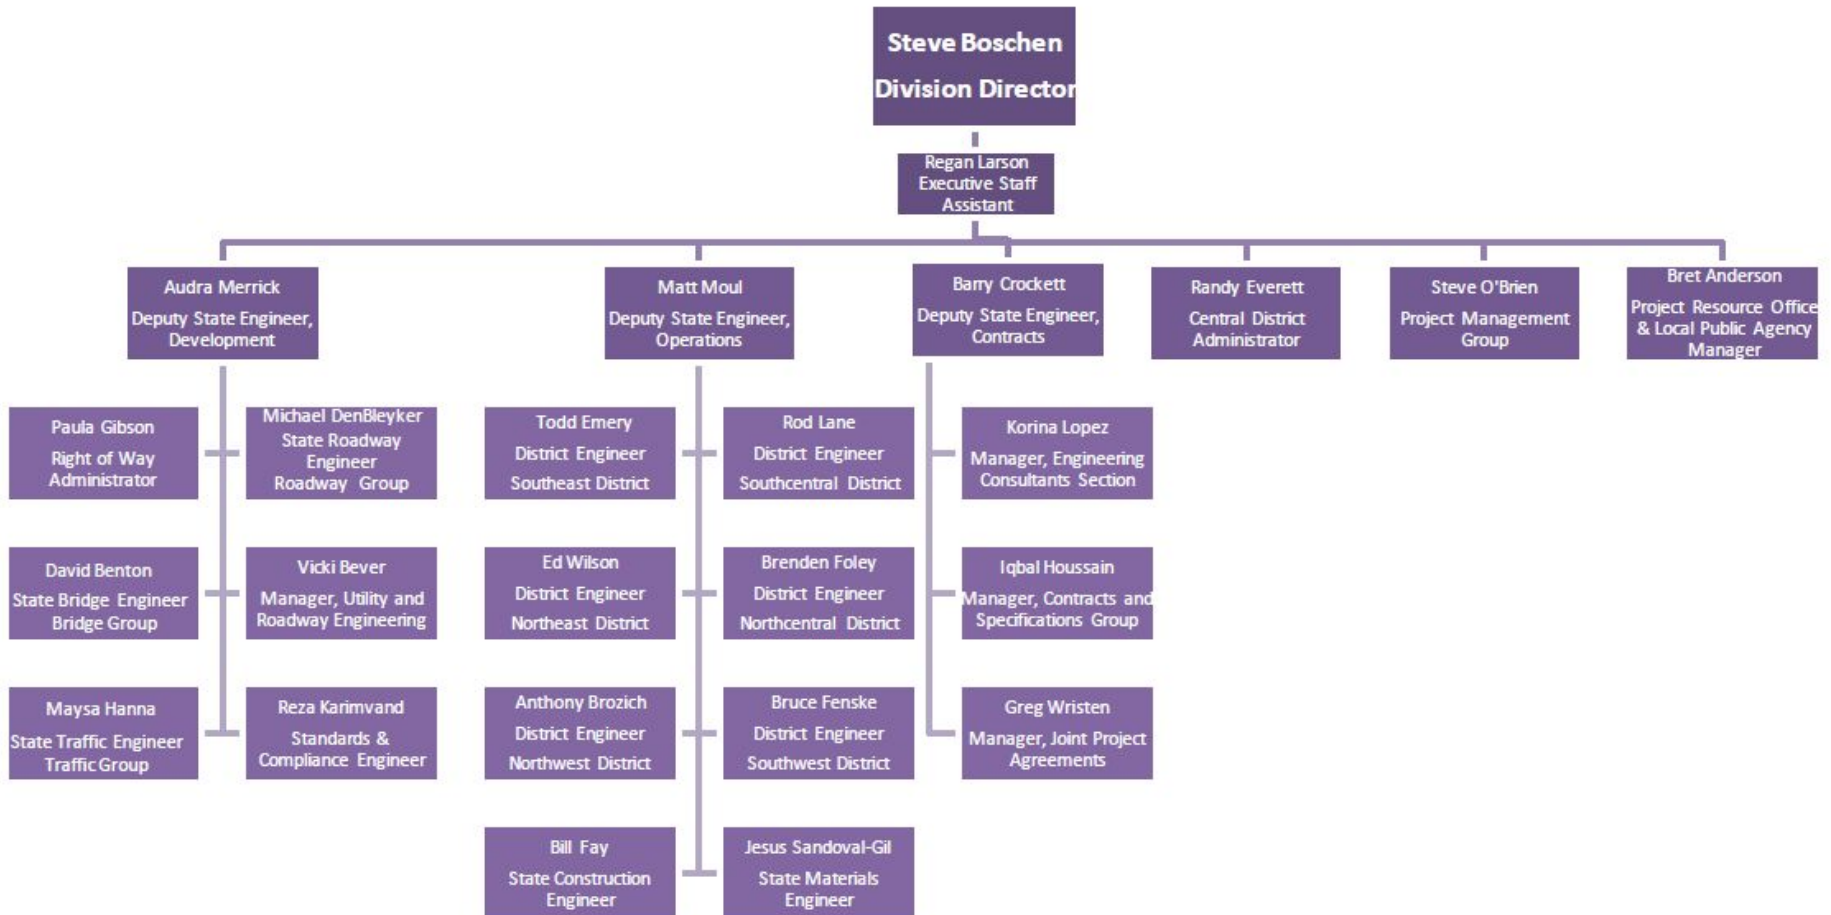 Steve Boschen
Division Director
Regan Larson
Executive Staff
Assistant
Audra Merrick
Deputy State Engineer,
Development
Matt Moul
Deputy State Engineer,
Operations
Barry Crockett
Deputy State Engineer,
Contracts
Randy Everett
Central District
Administrator
Steve O'Brien
Project Management
Group
Bret Anderson
Project Resource Office
& Local Public Agency
Manager
Paula Gibson
Right of Way
Administrator
Michael DenBleyker
State Roadway
Engineer
Roadway Group
Todd Emery
District Engineer
Southeast District
Rod Lane
District Engineer
Southcentral District
Korina Lopez
Manager, Engineering
Consultants Section
David Benton
State Bridge Engineer
Bridge Group
Vicki Bever
Manager, Utility and
Roadway Engineering
Ed Wilson
District Engineer
Northeast District
Brenden Foley
District Engineer
Northcentral District
Iqbal Houssain
Manager, Contracts and
Specifications Group
Maysa Hanna
State Traffic Engineer
Traffic Group
Reza Karimvand
Standards &
Compliance Engineer
Anthony Brozich
District Engineer
Northwest District
Bruce Fenske
District Engineer
Southwest District
Greg Wristen
Manager, Joint Project
Agreements
Bill Fay
State Construction
Engineer
Jesus Sandoval-Gil
State Materials
Engineer